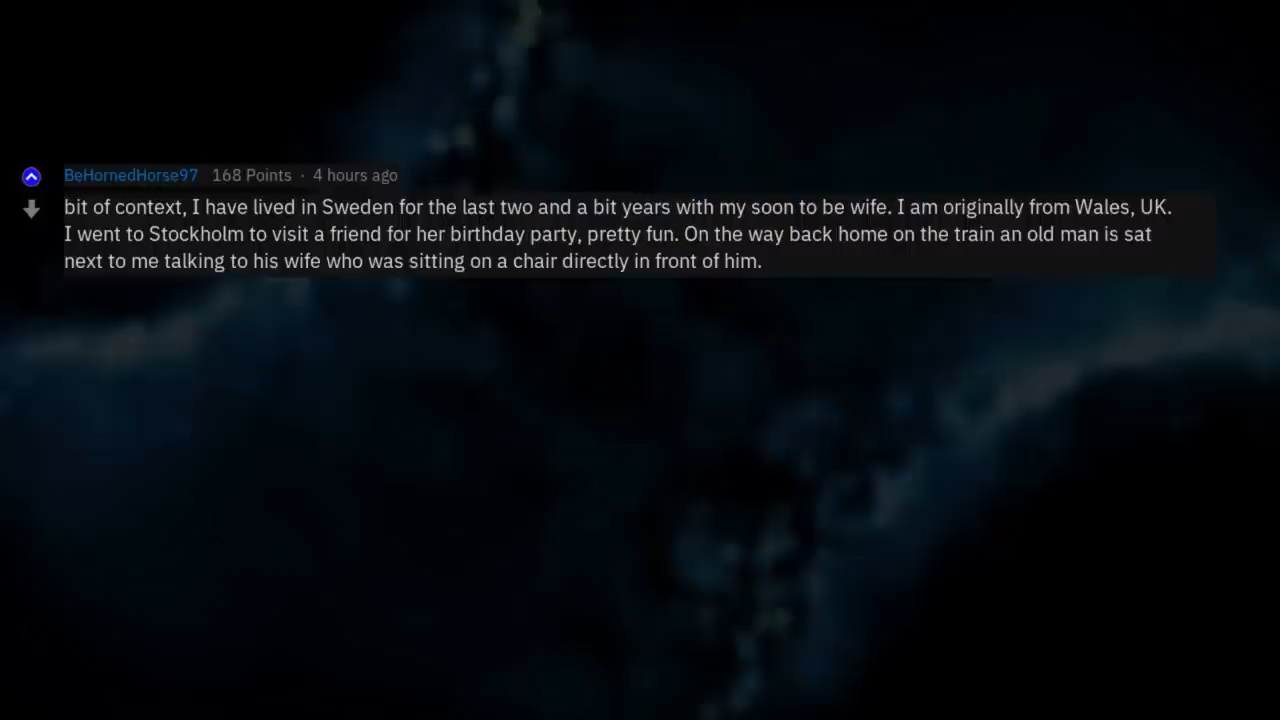 BeHornedHorse97 168 Points · 4 hours ago
bit of context, I have lived in Sweden for the last two and a bit years with my soon to be wife. I am originally from Wales, UK.
I went to Stockholm to visit a friend for her birthday party, pretty fun. On the way back home on the train an old man is sat
next to me talking to his wife who was sitting on a chair directly in front of him.